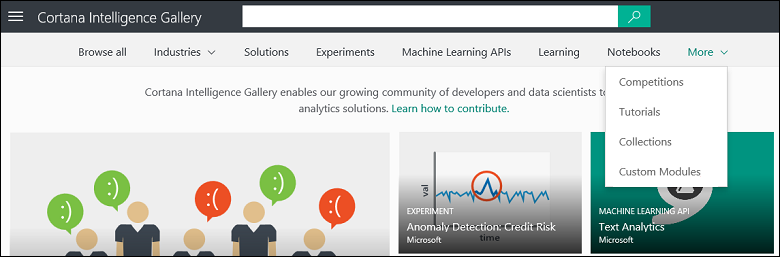 Cortana Intelligence Gallery
Browse all Industries Solutions Experiments Machine Learning APIs Learning Notebooks More
Competitions
Tutorials
Collections
Custom Modules
Cortana Intelligence Gallery enables our growing community of developers and data scientists to
analytics solutions. Learn how to contribute.
:) :) :( :) :(
val
time
EXPERIMENT
Anomaly Detection: Credit Risk
Microsoft
MACHINE LEARNING API
Text Analytics
Microsoft